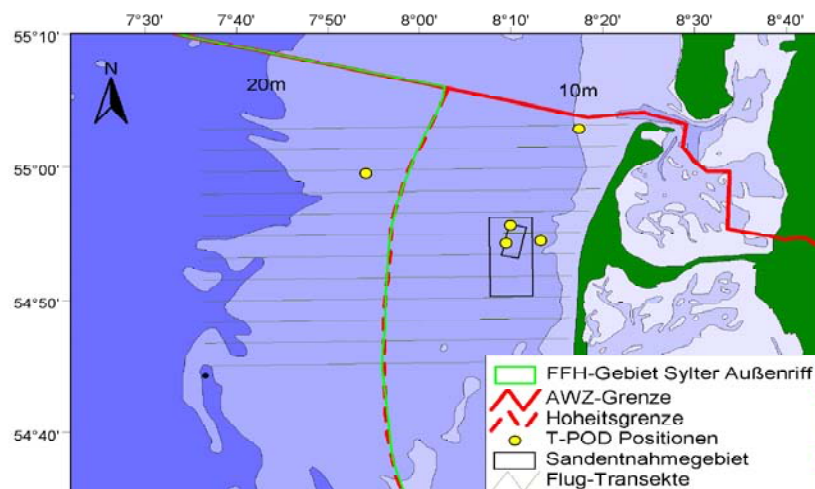 7°30' 7°40' 7°50' 8°00' 8°10' 8°20' 8°30' 8°40'
55°10'
N
20m 10m
55°00'
54°50'
54°40'
FFH-Gebiet Sylter Außenriff
AWZ-Grenze
Hoheitsgrenze
T-POD Positionen
Sandentnahmegebiet
Flug-Transekte